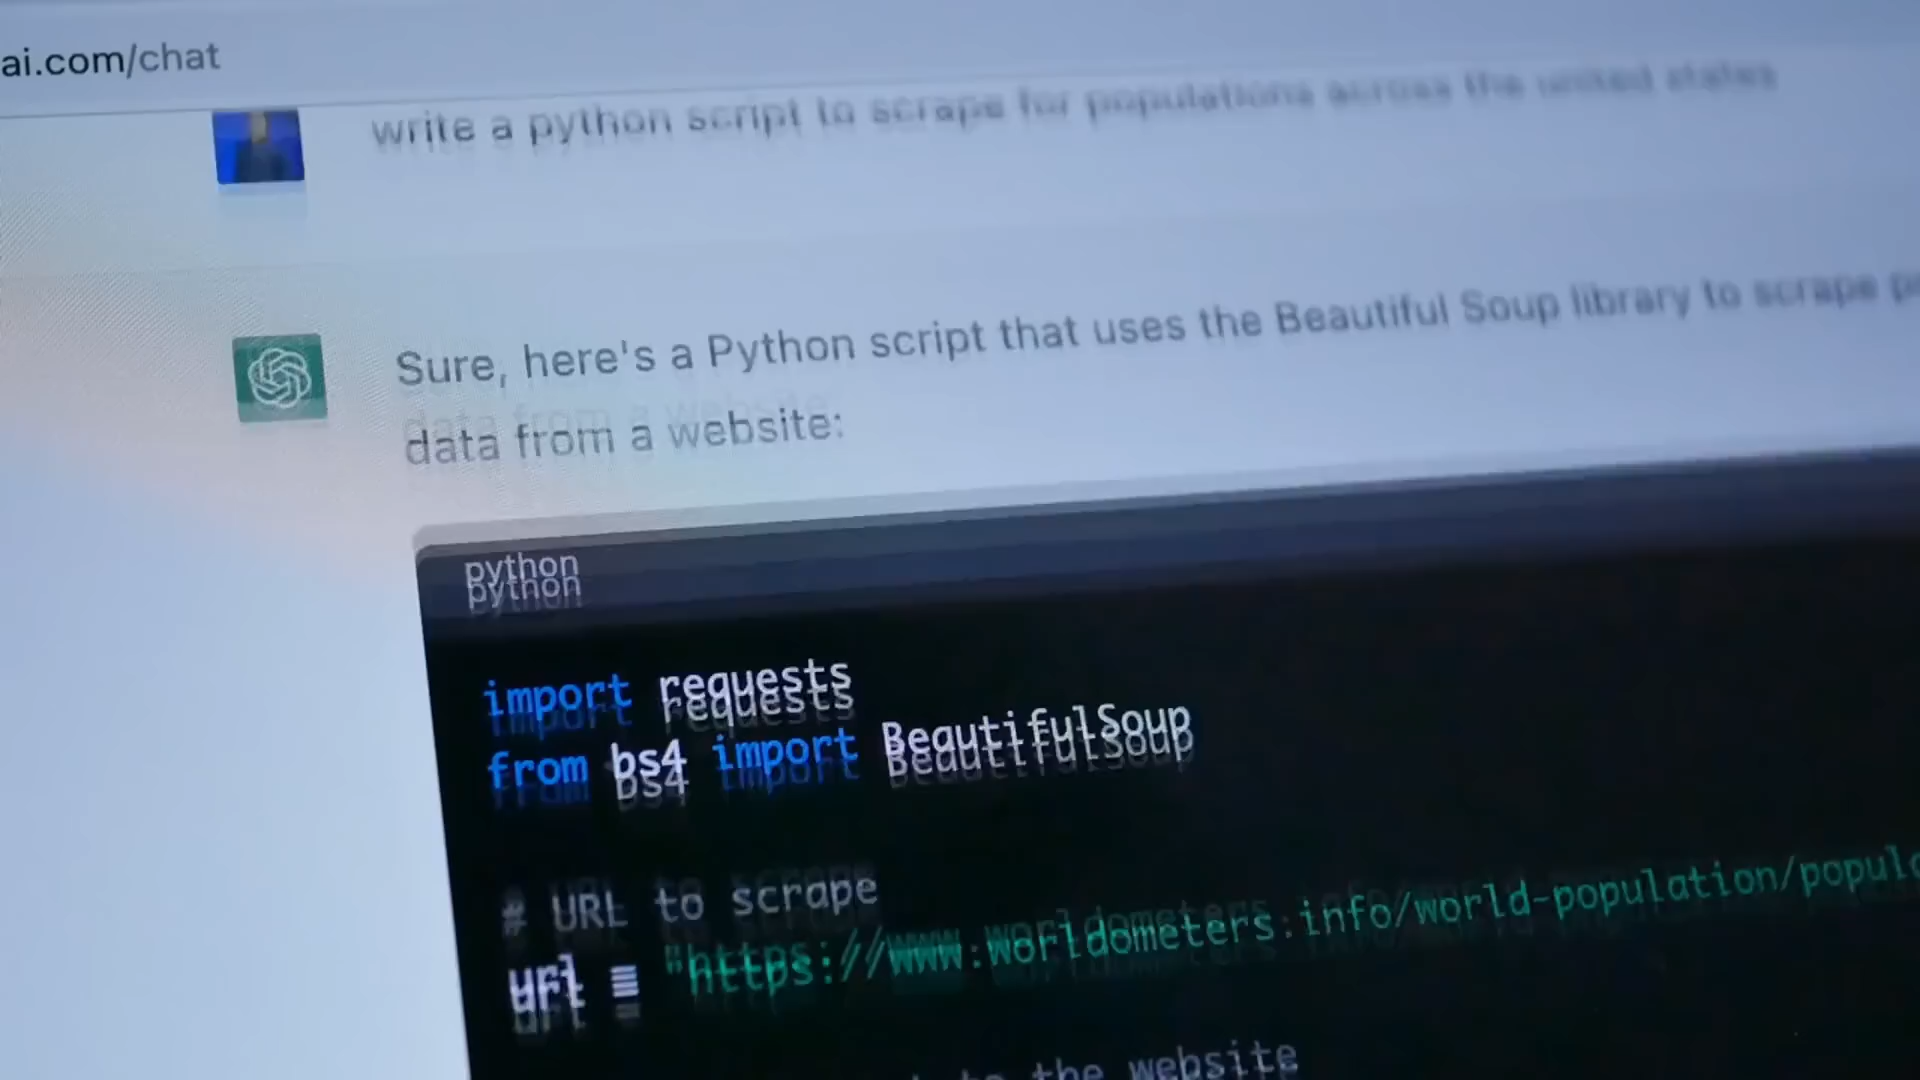 ai.com/chat
write a python script to scrape for populations across the united states
Sure, here's a Python script that uses the Beautiful Soup library to scrape
data from a website:
python
import requests
from bs4 import BeautifulSoup
# URL to scrape
url = "https://www.worldometers.info/world-population/popul
to the website